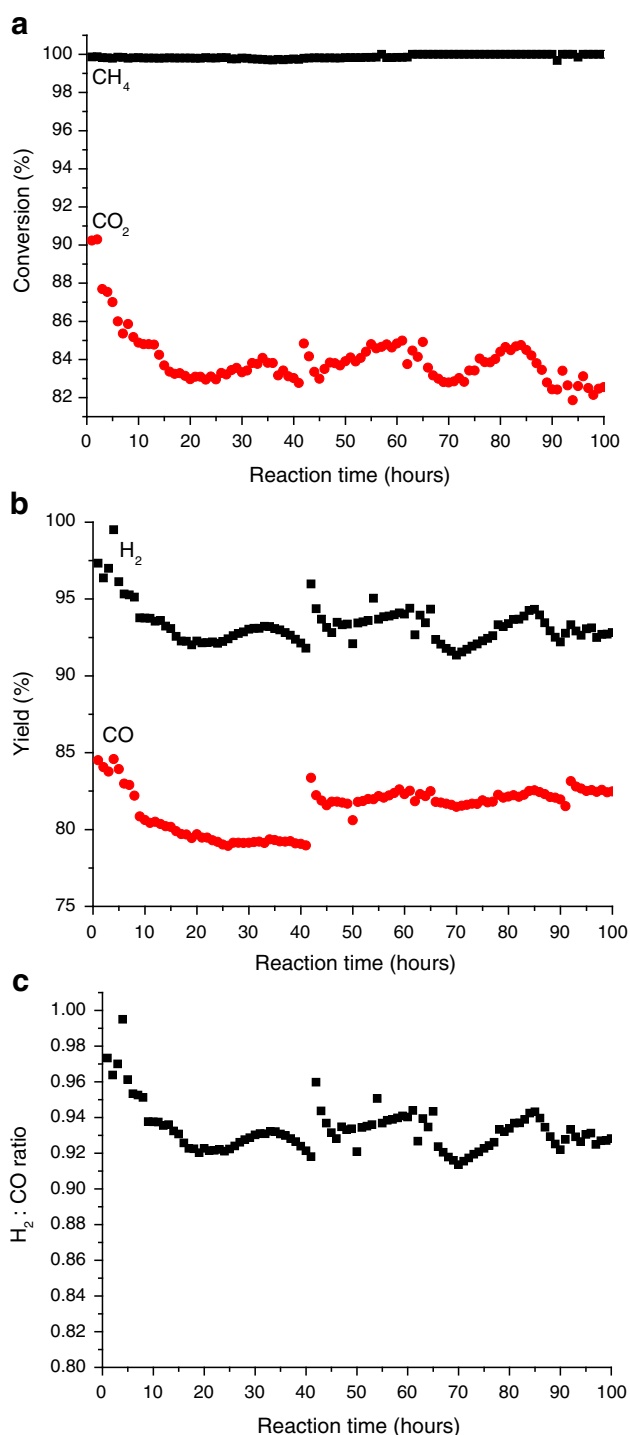 a
100
98
96
94
92
90
88
86
84
82
CH4
CO2
Conversion (%)
0 10 20 30 40 50 60 70 80 90 100
Reaction time (hours)
b
100
95
90
85
80
75
H2
CO
Yield (%)
0 10 20 30 40 50 60 70 80 90 100
Reaction time (hours)
c
1.00
0.98
0.96
0.94
0.92
0.90
0.88
0.86
0.84
0.82
0.80
H2 : CO ratio
0 10 20 30 40 50 60 70 80 90 100
Reaction time (hours)